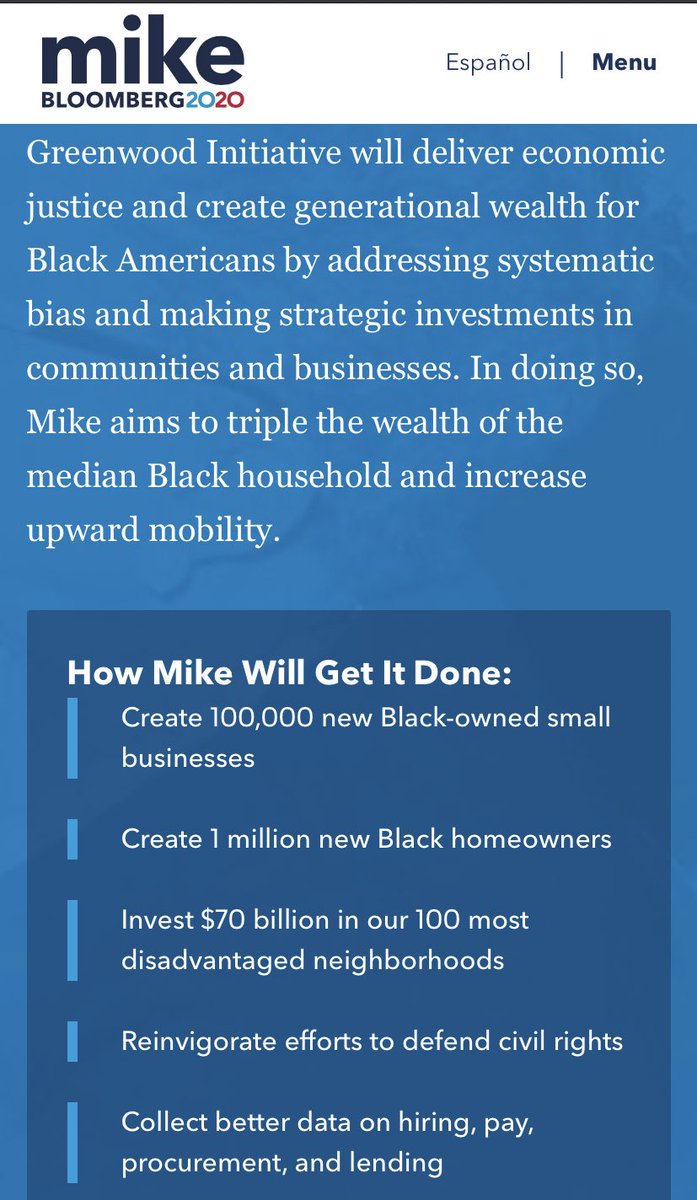 mike
BLOOMBERG2020
Español | Menu
Greenwood Initiative will deliver economic
justice and create generational wealth for
Black Americans by addressing systematic
bias and making strategic investments in
communities and businesses. In doing so,
Mike aims to triple the wealth of the
median Black household and increase
upward mobility.
How Mike Will Get It Done:
Create 100,000 new Black-owned small
businesses
Create 1 million new Black homeowners
Invest $70 billion in our 100 most
disadvantaged neighborhoods
Reinvigorate efforts to defend civil rights
Collect better data on hiring, pay,
procurement, and lending